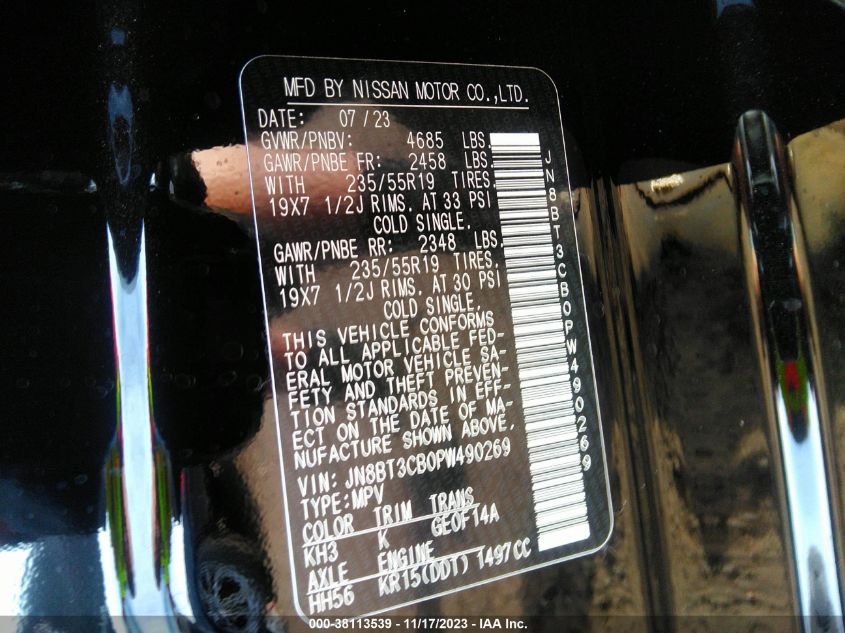 MFD BY NISSAN MOTOR CO.,LTD.
DATE: 07/23
GVWR/PNBV: 4685 LBS.
GAWR/PNBE FR: 2458 LBS.
WITH 235/55R19 TIRES.
19X7 1/2J RIMS. AT 33 PSI
COLD SINGLE.
GAWR/PNBE RR: 2348 LBS.
WITH 235/55R19 TIRES.
19X7 1/2J RIMS. AT 30 PSI
COLD SINGLE.
THIS VEHICLE CONFORMS
TO ALL APPLICABLE FED-
ERAL MOTOR VEHICLE SA-
FETY AND THEFT PREVEN-
TION STANDARDS IN EFF-
ECT ON THE DATE OF MA-
NUFACTURE SHOWN ABOVE.
VIN: JN8BT3CB0PW490269
TYPE:MPV
COLOR TRIM TRANS
KH3 K GE0F14A
AXLE ENGINE
HH56 KR15(DDT) 1497CC
JN8BT3CB0PW490269
000-38113539 - 11/17/2023 - IAA Inc.